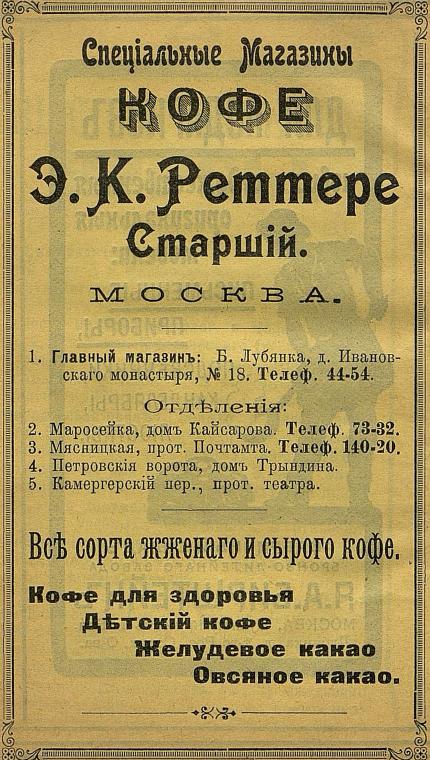 Спеціальные Магазины
КОФЕ
Э. К. Реттере
Старшій.
МОСКВА.
1. Главный магазинъ: Б. Лубянка, д. Иванов-
скаго монастыря, № 18. Телеф. 44-54.
Отдѣленія:
2. Маросейка, домъ Кайсарова. Телеф. 73-32.
3. Мясницкая, прот. Почтамта. Телеф. 140-20.
4. Петровскія ворота, домъ Трындина.
5. Камергерскій пер., прот. театра.
Всѣ сорта жженаго и сырого кофе.
Кофе для здоровья
Дѣтскій кофе
Желудевое какао
Овсяное какао.